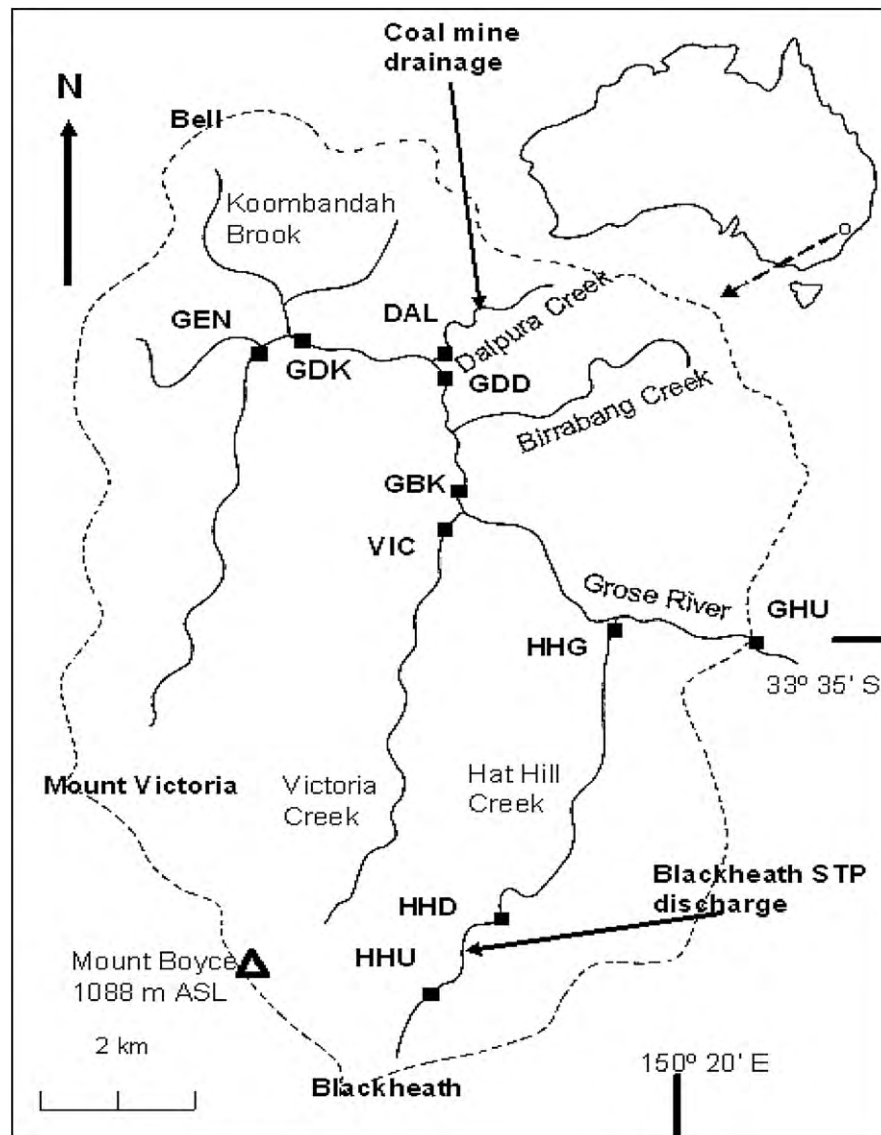 Coal mine
drainage
N
Bell
Koombandah
Brook
GEN
DAL
Dalpura Creek
GDK
GDD
Birrabang Creek
GBK
VIC
Grose River
GHU
HHG
33º 35' S
Mount Victoria
Victoria
Creek
Hat Hill
Creek
Blackheath STP
discharge
HHD
HHU
Mount Boyce
1088 m ASL
2 km
150º 20' E
Blackheath